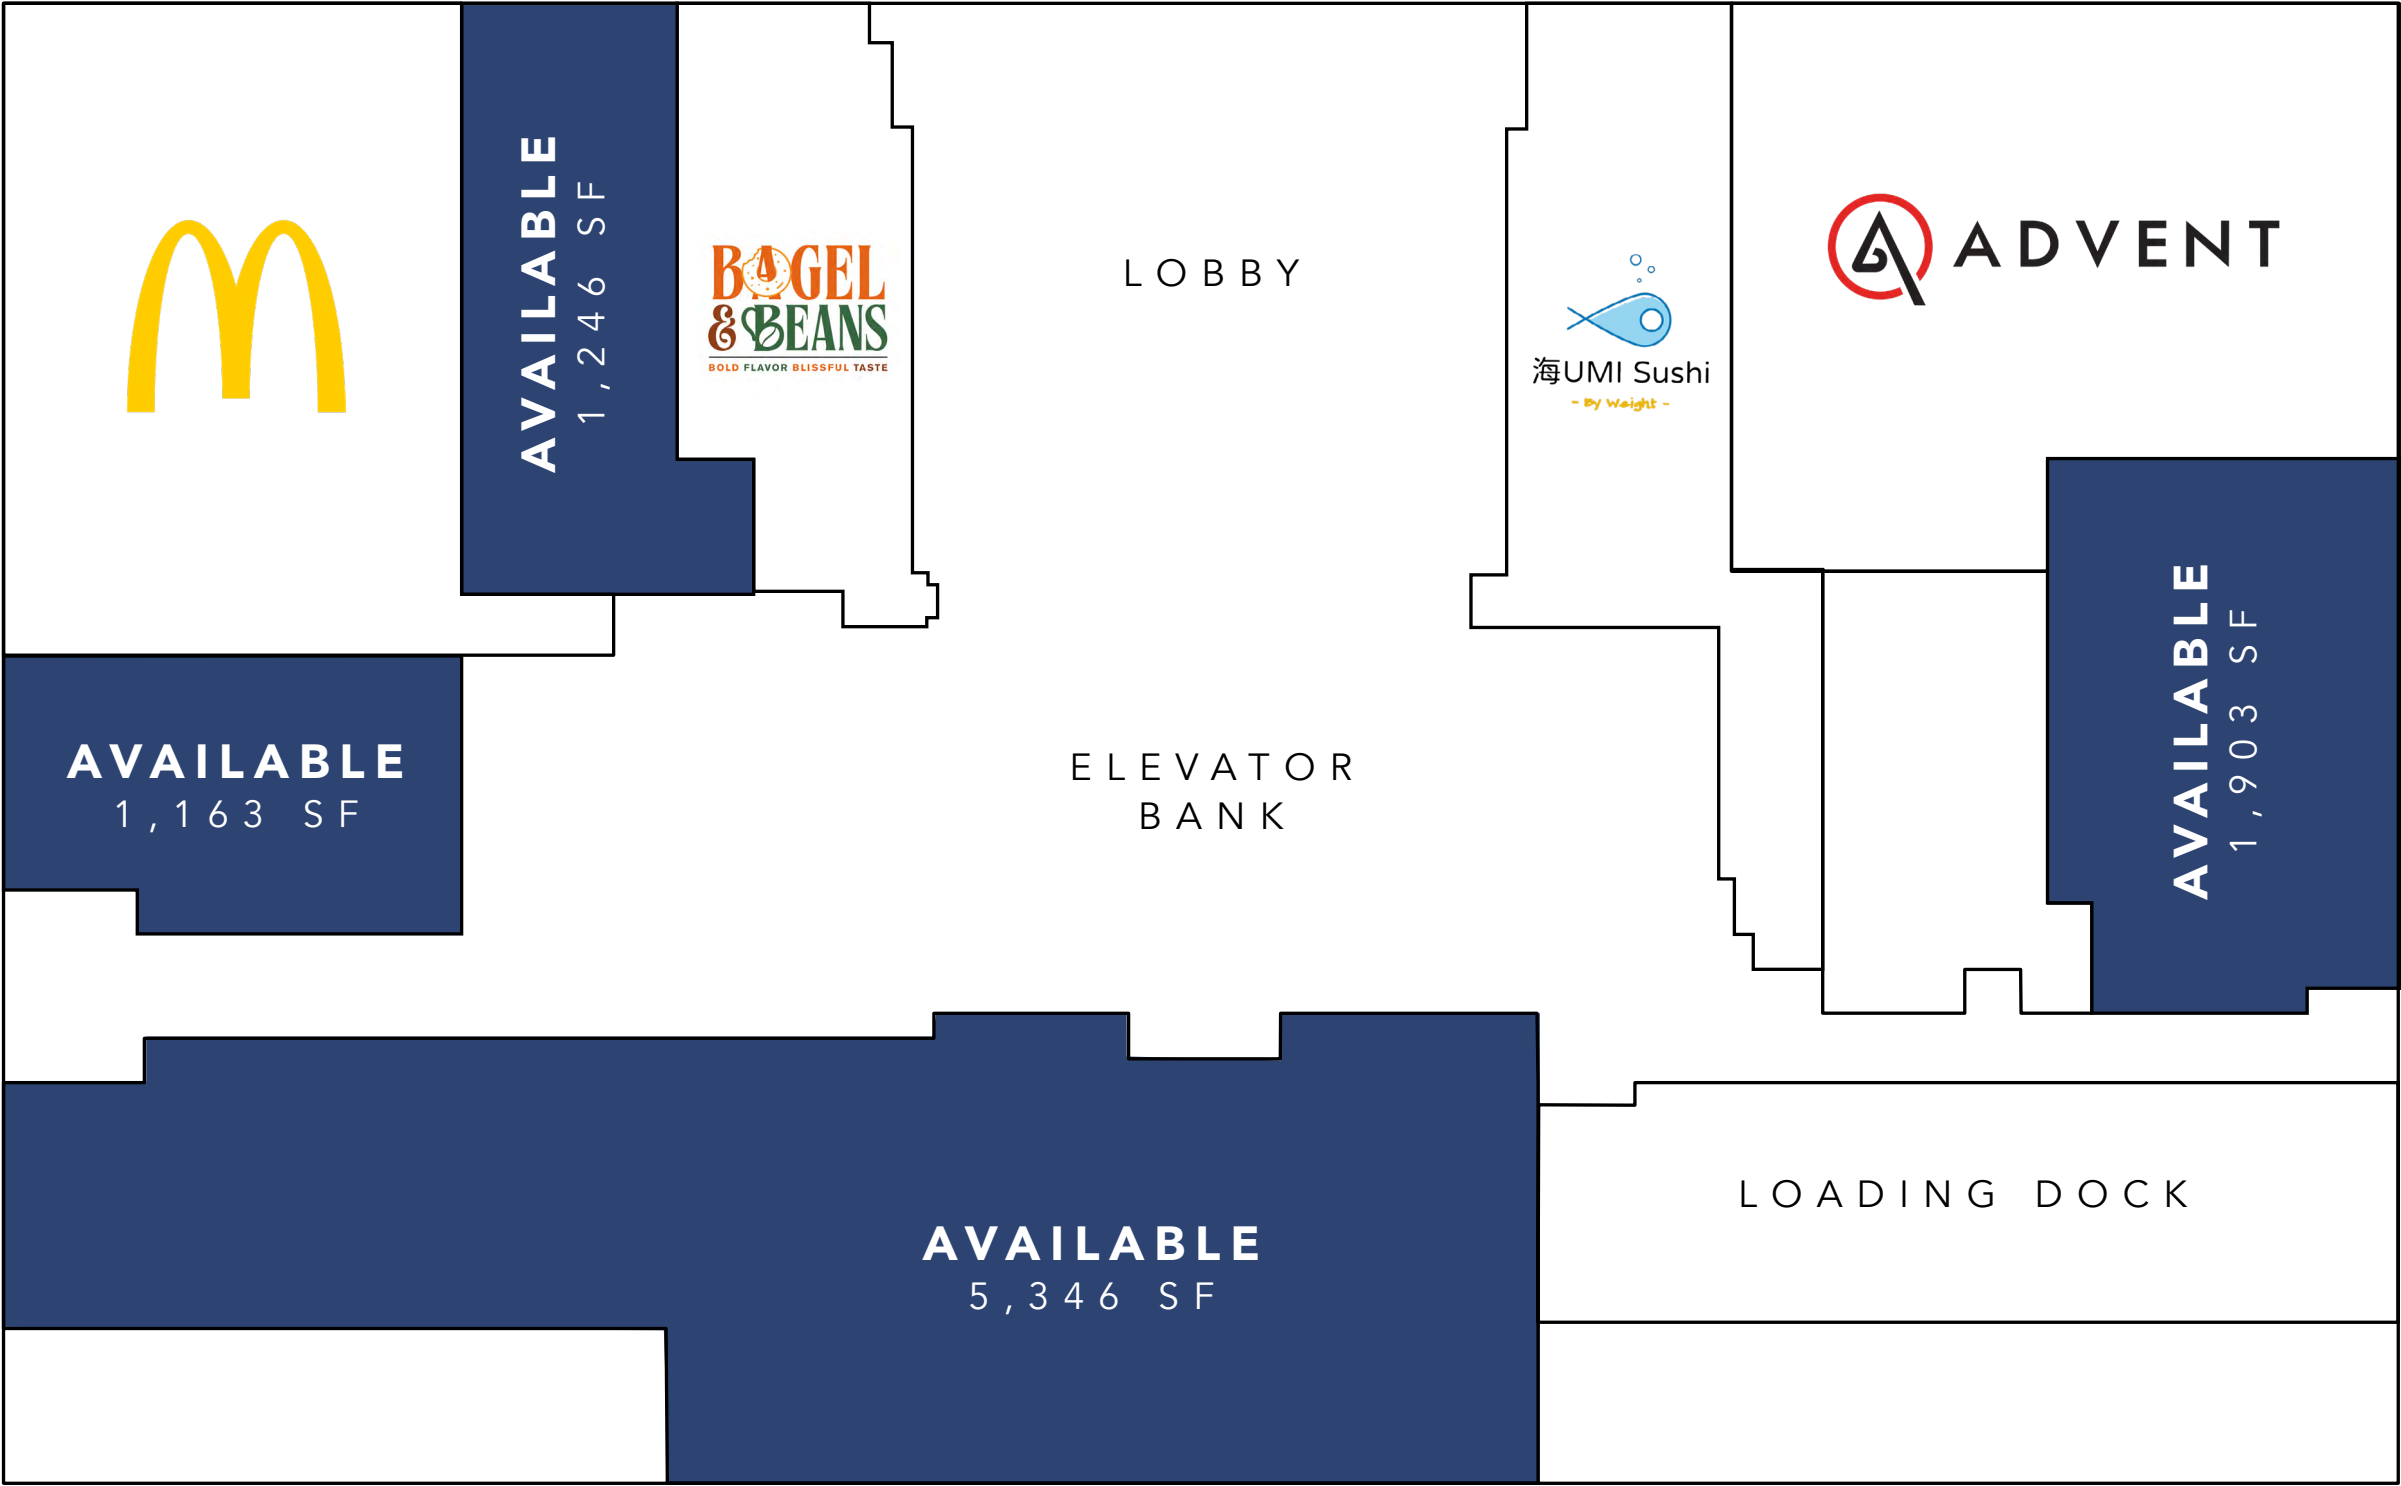 AVAILABLE
1,246 SF
BAGEL
&BEANS
BOLD FLAVOR BLISSFUL TASTE
LOBBY
海UMI Sushi
- By Weight -
ADVENT
AVAILABLE
1,163 SF
ELEVATOR
BANK
AVAILABLE
1,903 SF
AVAILABLE
5,346 SF
LOADING DOCK